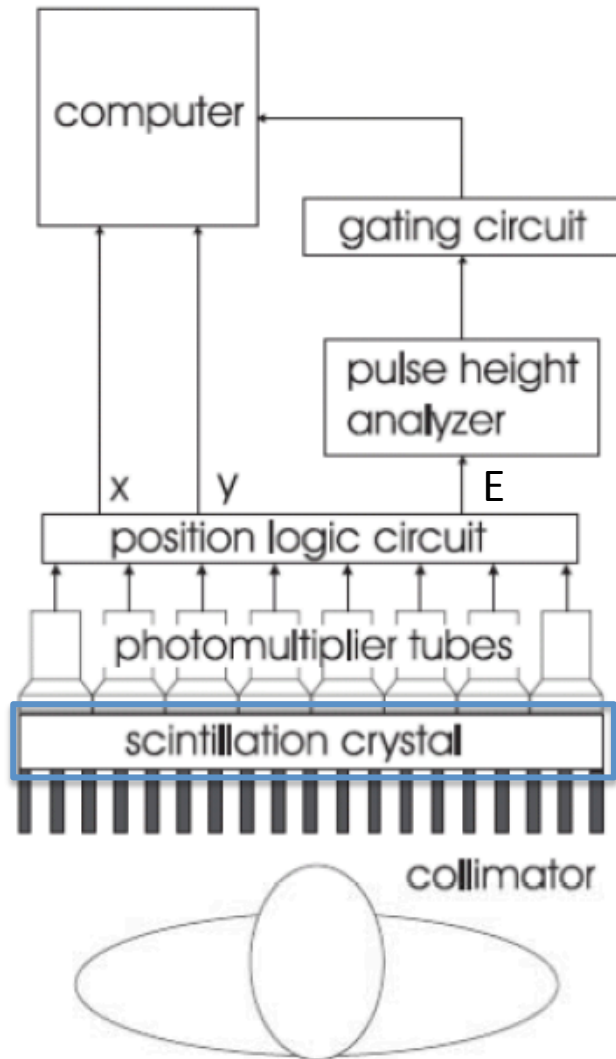 computer
gating circuit
pulse height
analyzer
x
y
E
position logic circuit
photomultiplier tubes
scintillation crystal
collimator